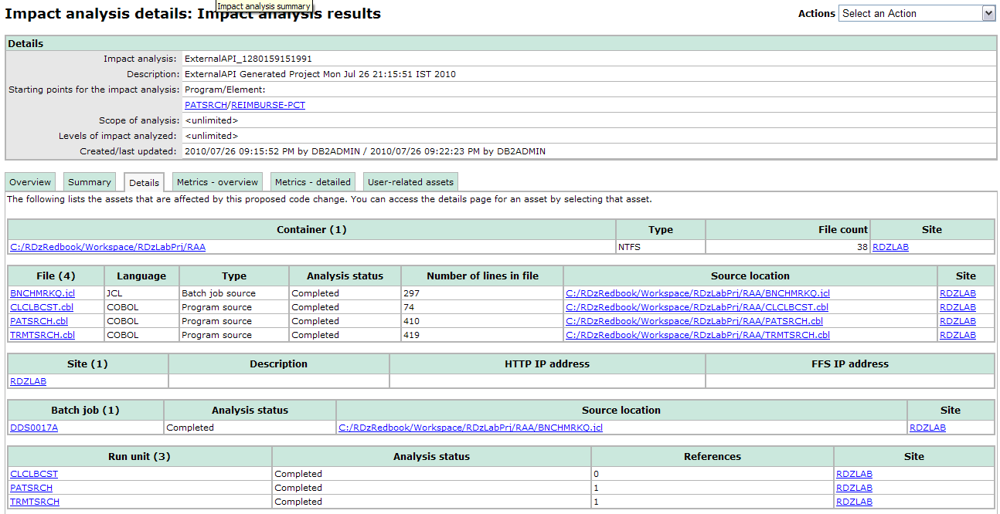 Impact analysis details: Impact analysis results
Impact analysis summary
Actions Select an Action
Details
Impact analysis: ExternalAPI_1280159151991
Description: ExternalAPI Generated Project Mon Jul 26 21:15:51 IST 2010
Starting points for the impact analysis: Program/Element:
PATSRCH/REIMBURSE-PCT
Scope of analysis: <unlimited>
Levels of impact analyzed: <unlimited>
Created/last updated: 2010/07/26 09:15:52 PM by DB2ADMIN / 2010/07/26 09:22:23 PM by DB2ADMIN
Overview Summary Details Metrics - overview Metrics - detailed User-related assets
The following lists the assets that are affected by this proposed code change. You can access the details page for an asset by selecting that asset.
Container (1) Type File count Site
C:/RDzRedbook/Workspace/RDzLabPrj/RAA NTFS 38 RDZLAB
File (4) Language Type Analysis status Number of lines in file Source location Site
BNCHMRKQ.jcl JCL Batch job source Completed 297 C:/RDzRedbook/Workspace/RDzLabPrj/RAA/BNCHMRKQ.jcl RDZLAB
CLCLBCST.cbl COBOL Program source Completed 74 C:/RDzRedbook/Workspace/RDzLabPrj/RAA/CLCLBCST.cbl RDZLAB
PATSRCH.cbl COBOL Program source Completed 410 C:/RDzRedbook/Workspace/RDzLabPrj/RAA/PATSRCH.cbl RDZLAB
TRMTSRCH.cbl COBOL Program source Completed 419 C:/RDzRedbook/Workspace/RDzLabPrj/RAA/TRMTSRCH.cbl RDZLAB
Site (1) Description HTTP IP address FFS IP address
RDZLAB
Batch job (1) Analysis status Source location Site
DDS0017A Completed C:/RDzRedbook/Workspace/RDzLabPrj/RAA/BNCHMRKQ.jcl RDZLAB
Run unit (3) Analysis status References Site
CLCLBCST Completed 0 RDZLAB
PATSRCH Completed 1 RDZLAB
TRMTSRCH Completed 1 RDZLAB